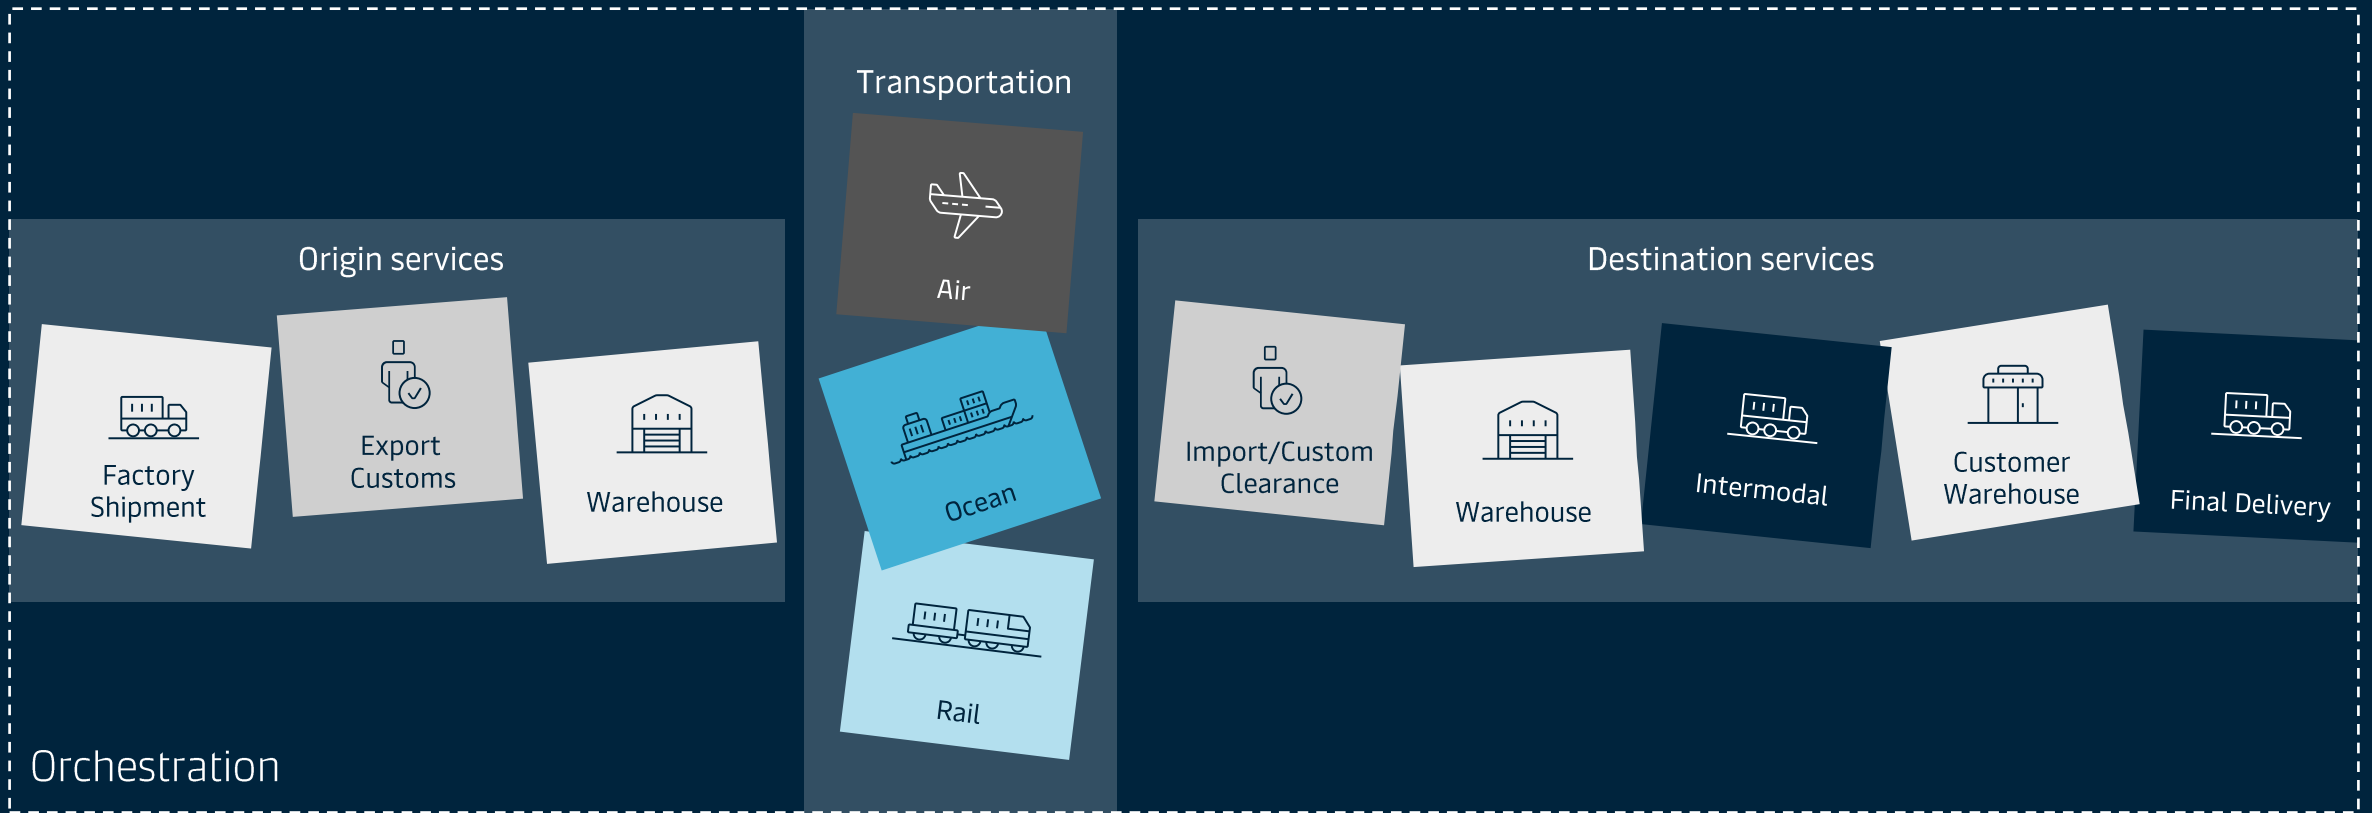 Transportation
Air
Ocean
Rail
Origin services
Factory
Shipment
Export
Customs
Warehouse
Destination services
Import/Custom
Clearance
Warehouse
Intermodal
Customer
Warehouse
Final Delivery
Orchestration